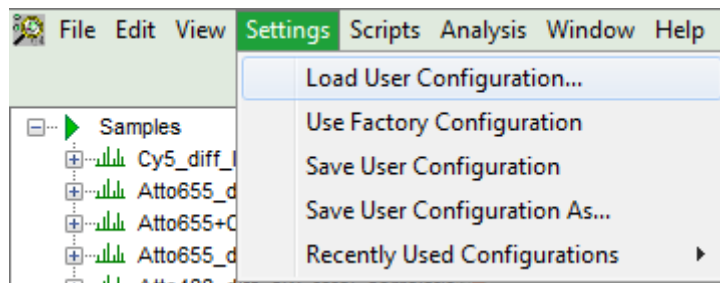 File Edit View Settings Scripts Analysis Window Help
Load User Configuration...
Use Factory Configuration
Save User Configuration
Save User Configuration As...
Recently Used Configurations
Samples
Cy5_diff_
Atto655_d
Atto655+C
Atto655_d